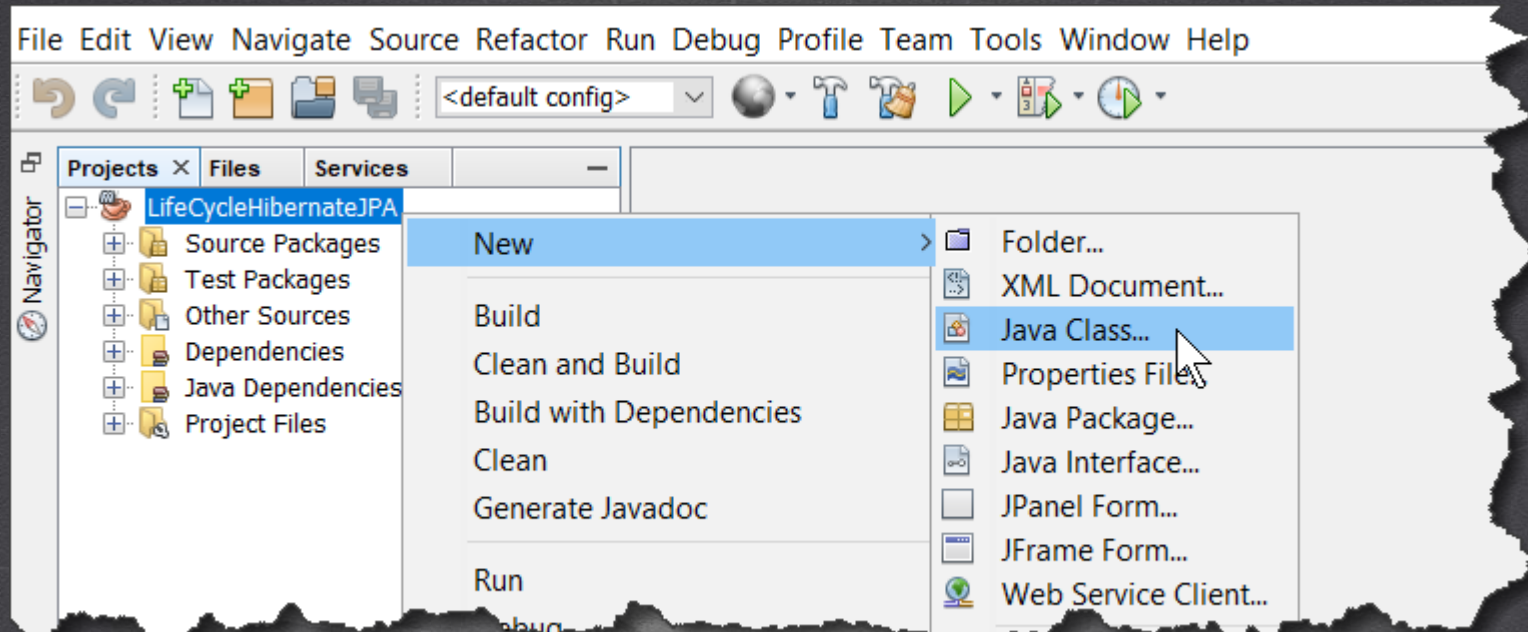 File Edit View Navigate Source Refactor Run Debug Profile Team Tools Window Help
<default config>
Projects Files Services
Navigator
LifeCycleHibernateJPA
Source Packages
Test Packages
Other Sources
Dependencies
Java Dependencies
Project Files
New
Build
Clean and Build
Build with Dependencies
Clean
Generate Javadoc
Run
Folder...
XML Document...
Java Class...
Java Package...
Java Interface...
JPanel Form...
JFrame Form...
Web Service Client...